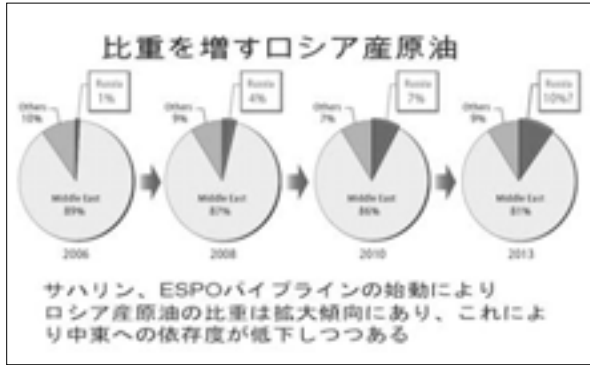 比重を増すロシア産原油
Russia
1%
Others
10%
Middle East
89%
2006
Russia
4%
Others
9%
Middle East
87%
2008
Russia
7%
Others
7%
Middle East
86%
2010
Russia
10%?
Others
9%
Middle East
81%
2013
サハリン、ESPOパイプラインの始動により
ロシア産原油の比重は拡大傾向にあり、これによ
り中東への依存度が低下しつつある